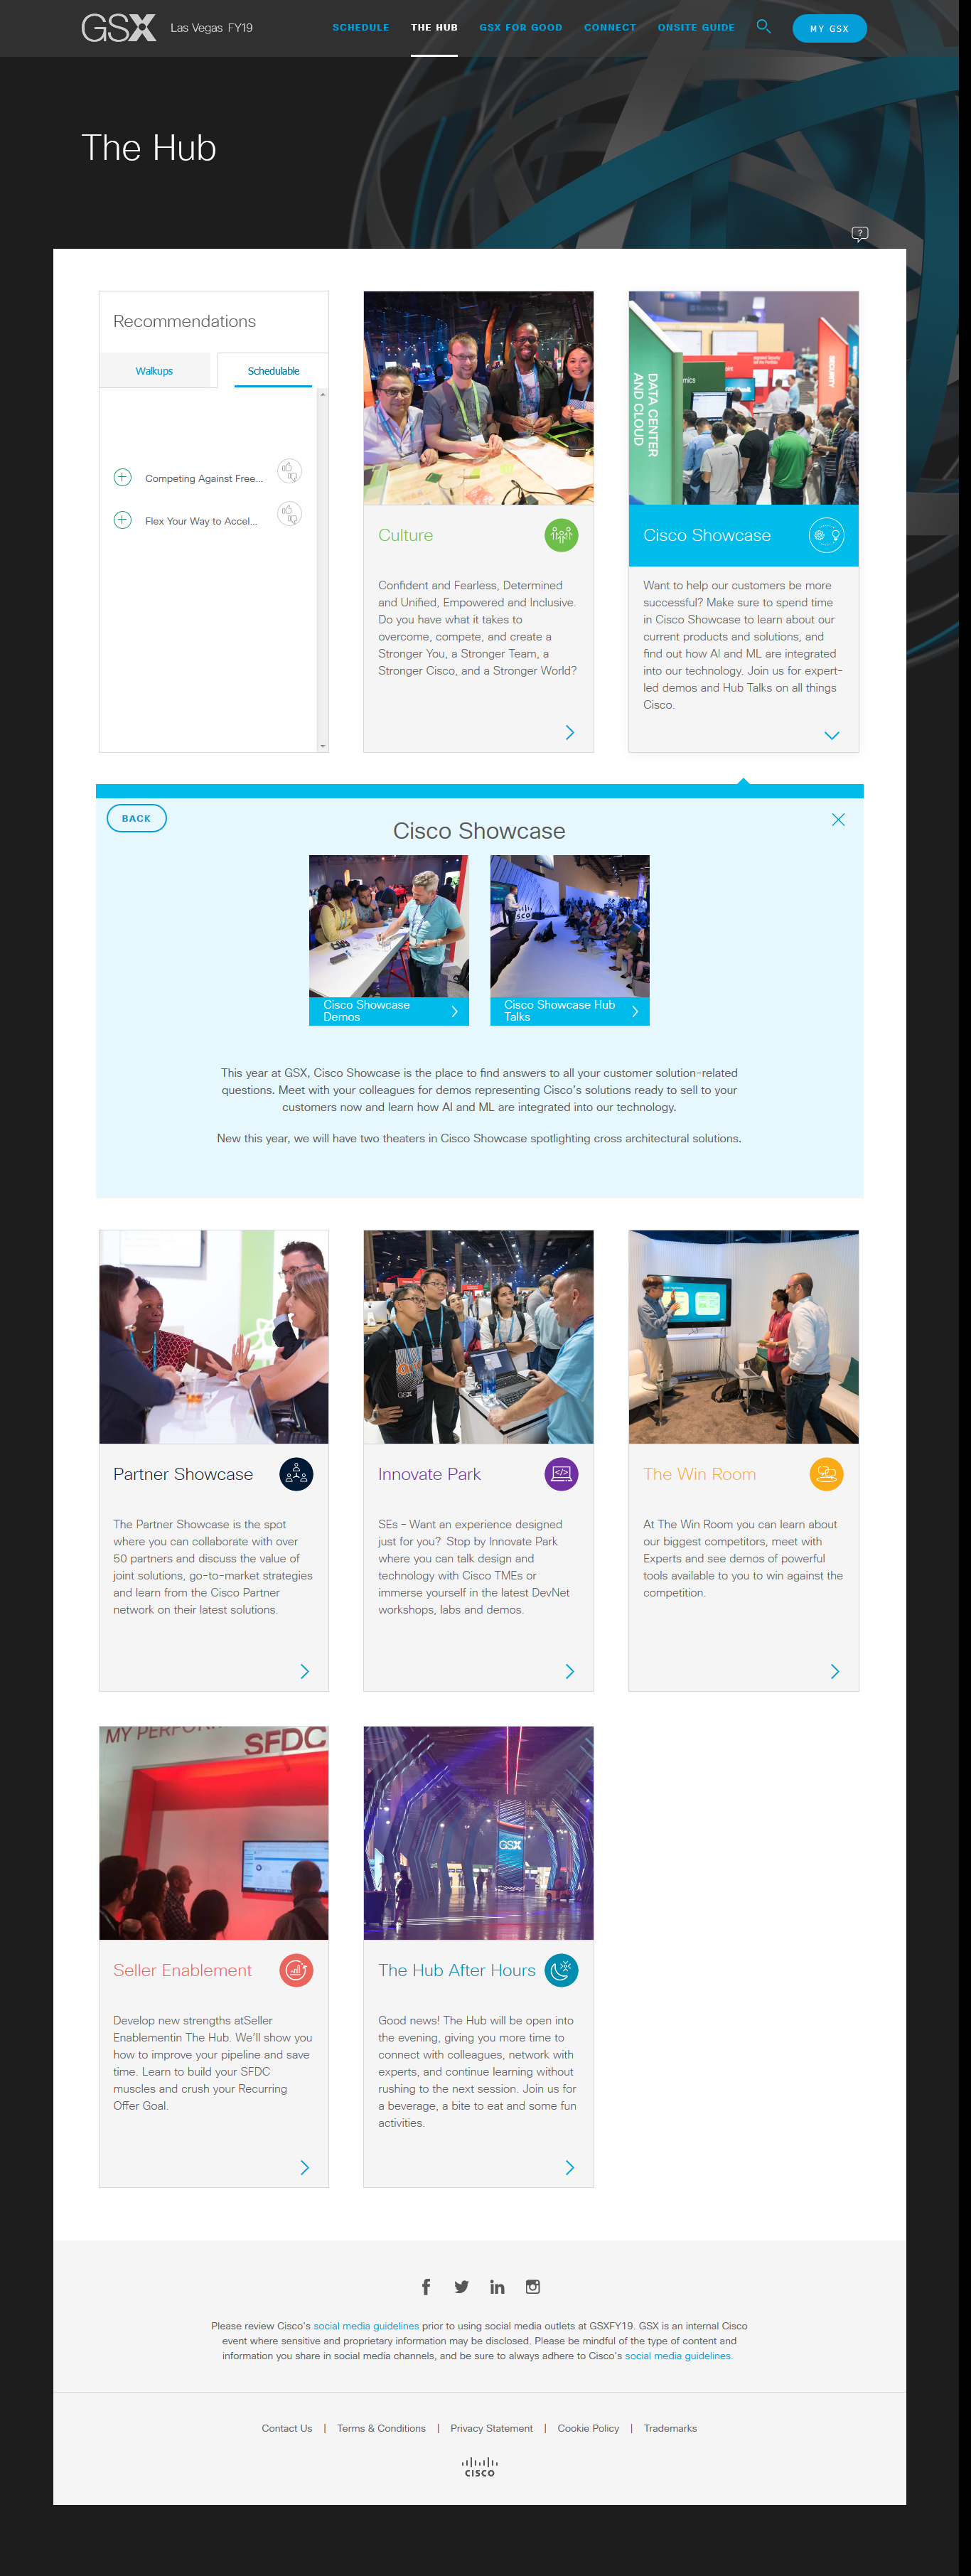 GSX Las Vegas FY19
SCHEDULE THE HUB GSX FOR GOOD CONNECT ONSITE GUIDE MY GSX
The Hub
?
Recommendations
Walkups Schedulable
Competing Against Free...
Flex Your Way to Accel...
DATA CENTER
AND CLOUD
SECURITY
Culture
Confident and Fearless, Determined
and Unified, Empowered and Inclusive.
Do you have what it takes to
overcome, compete, and create a
Stronger You, a Stronger Team, a
Stronger Cisco, and a Stronger World?
Cisco Showcase
Want to help our customers be more
successful? Make sure to spend time
in Cisco Showcase to learn about our
current products and solutions, and
find out how AI and ML are integrated
into our technology. Join us for expert-
led demos and Hub Talks on all things
Cisco.
BACK
Cisco Showcase
Cisco Showcase
Demos
Cisco Showcase Hub
Talks
This year at GSX, Cisco Showcase is the place to find answers to all your customer solution-related
questions. Meet with your colleagues for demos representing Cisco's solutions ready to sell to your
customers now and learn how AI and ML are integrated into our technology.
New this year, we will have two theaters in Cisco Showcase spotlighting cross architectural solutions.
Partner Showcase
The Partner Showcase is the spot
where you can collaborate with over
50 partners and discuss the value of
joint solutions, go-to-market strategies
and learn from the Cisco Partner
network on their latest solutions.
Innovate Park
SEs - Want an experience designed
just for you? Stop by Innovate Park
where you can talk design and
technology with Cisco TMEs or
immerse yourself in the latest DevNet
workshops, labs and demos.
The Win Room
At The Win Room you can learn about
our biggest competitors, meet with
Experts and see demos of powerful
tools available to you to win against the
competition.
SFDC
GSX
Seller Enablement
Develop new strengths atSeller
Enablementin The Hub. We'll show you
how to improve your pipeline and save
time. Learn to build your SFDC
muscles and crush your Recurring
Offer Goal.
The Hub After Hours
Good news! The Hub will be open into
the evening, giving you more time to
connect with colleagues, network with
experts, and continue learning without
rushing to the next session. Join us for
a beverage, a bite to eat and some fun
activities.
Please review Cisco's social media guidelines prior to using social media outlets at GSXFY19. GSX is an internal Cisco
event where sensitive and proprietary information may be disclosed. Please be mindful of the type of content and
information you share in social media channels, and be sure to always adhere to Cisco's social media guidelines.
Contact Us | Terms & Conditions | Privacy Statement | Cookie Policy | Trademarks
CISCO